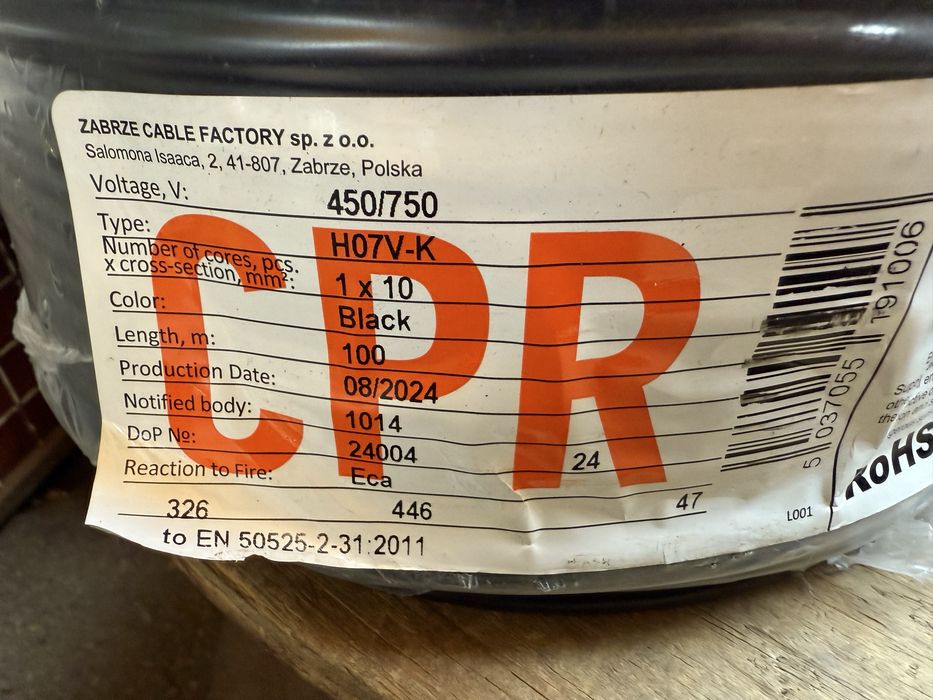 ZABRZE CABLE FACTORY sp. z o.o.
Salomona Isaaca, 2, 41-807, Zabrze, Polska
Voltage, V: 450/750
Type: H07V-K
Number of cores, pcs.
x cross-section, mm²: 1 x 10
Color: Black
Length, m: 100
Production Date: 08/2024
Notified body: 1014
DoP №: 24004 24
Reaction to Fire: Eca
326 446 47
to EN 50525-2-31:2011
CPR
5 037055 191006
L001
RoHS